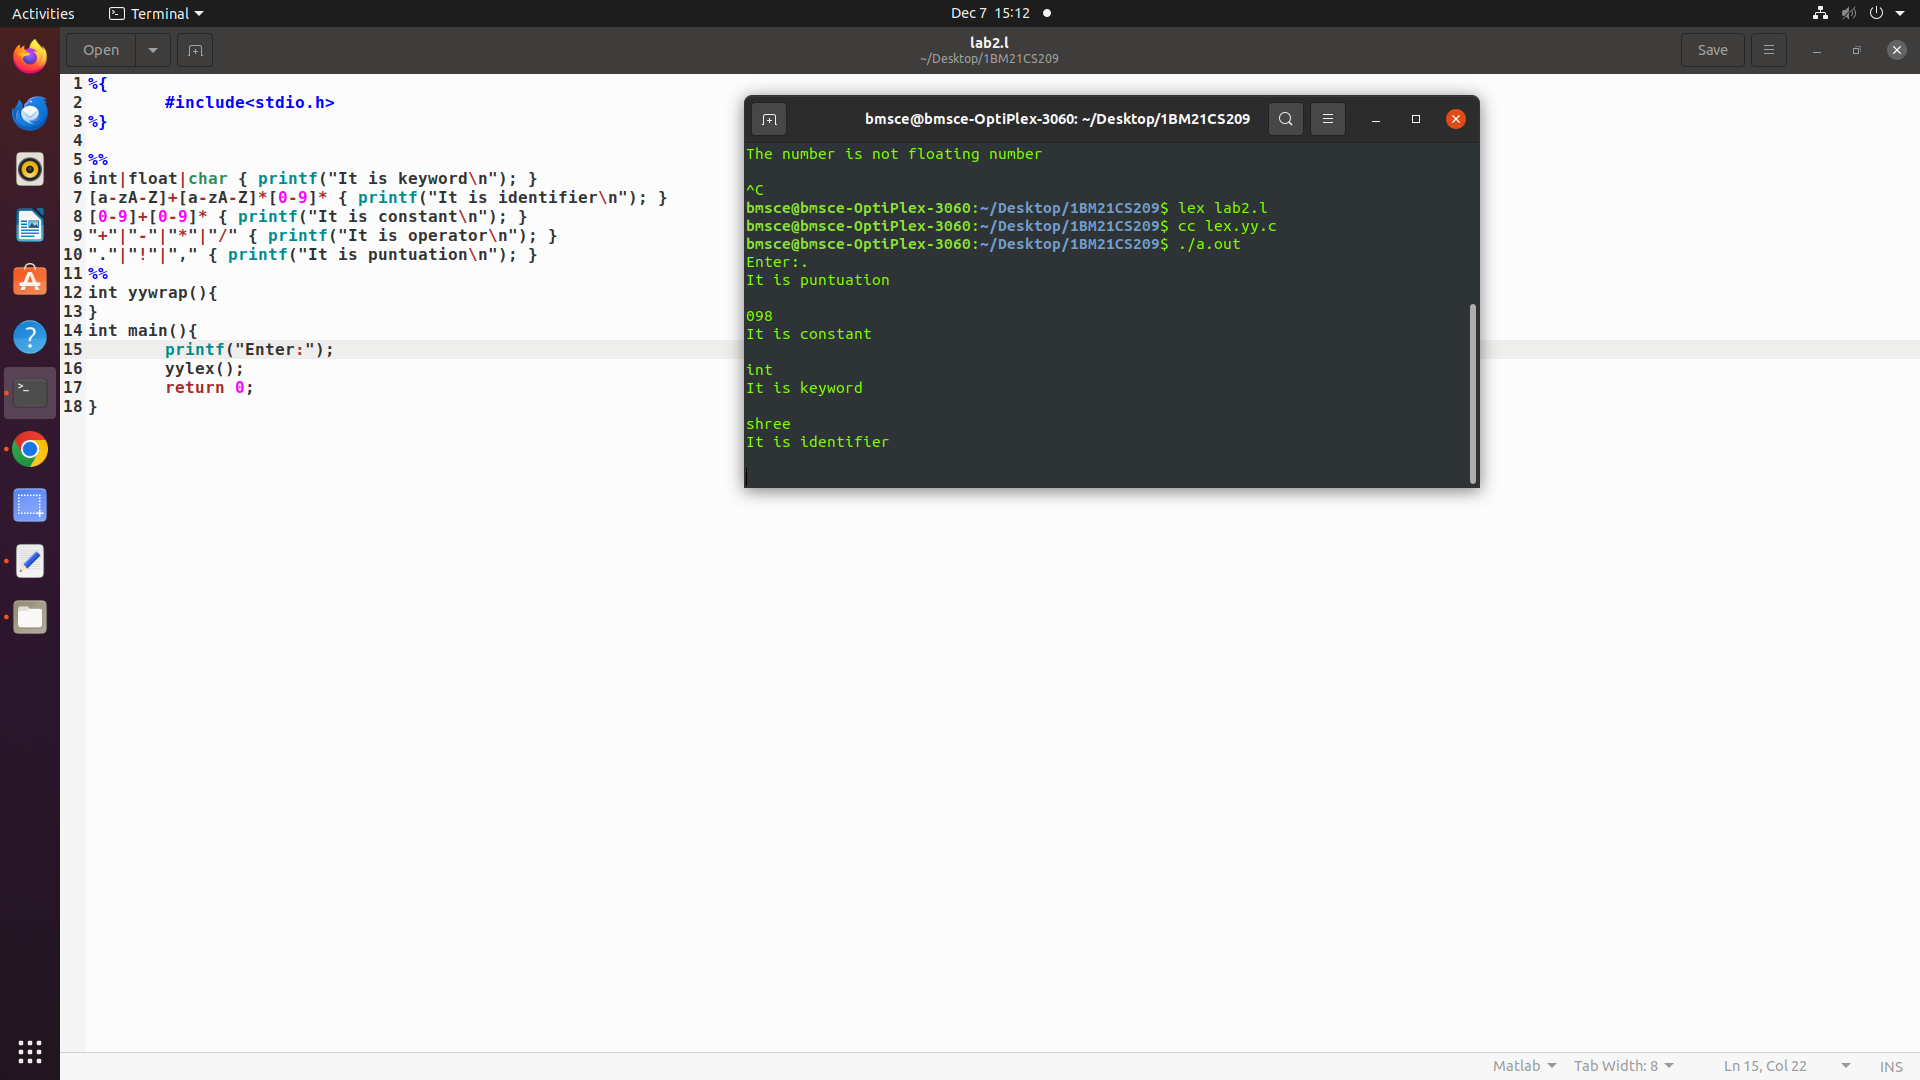 Activities Terminal Dec 7 15:12
Open lab2.l Save
~/Desktop/1BM21CS209
1 %{
2 #include<stdio.h>
3 %}
4
5 %%
6 int|float|char { printf("It is keyword\n"); }
7 [a-zA-Z]+[a-zA-Z]*[0-9]* { printf("It is identifier\n"); }
8 [0-9]+[0-9]* { printf("It is constant\n"); }
9 "+"|"-"|"*"|"/" { printf("It is operator\n"); }
10 "."|"!"|"," { printf("It is puntuation\n"); }
11 %%
12 int yywrap(){
13 }
14 int main(){
15 printf("Enter:");
16 yylex();
17 return 0;
18 }
bmsce@bmsce-OptiPlex-3060: ~/Desktop/1BM21CS209
The number is not floating number
^C
bmsce@bmsce-OptiPlex-3060:~/Desktop/1BM21CS209$ lex lab2.l
bmsce@bmsce-OptiPlex-3060:~/Desktop/1BM21CS209$ cc lex.yy.c
bmsce@bmsce-OptiPlex-3060:~/Desktop/1BM21CS209$ ./a.out
Enter:.
It is puntuation
098
It is constant
int
It is keyword
shree
It is identifier
Matlab Tab Width: 8 Ln 15, Col 22 INS